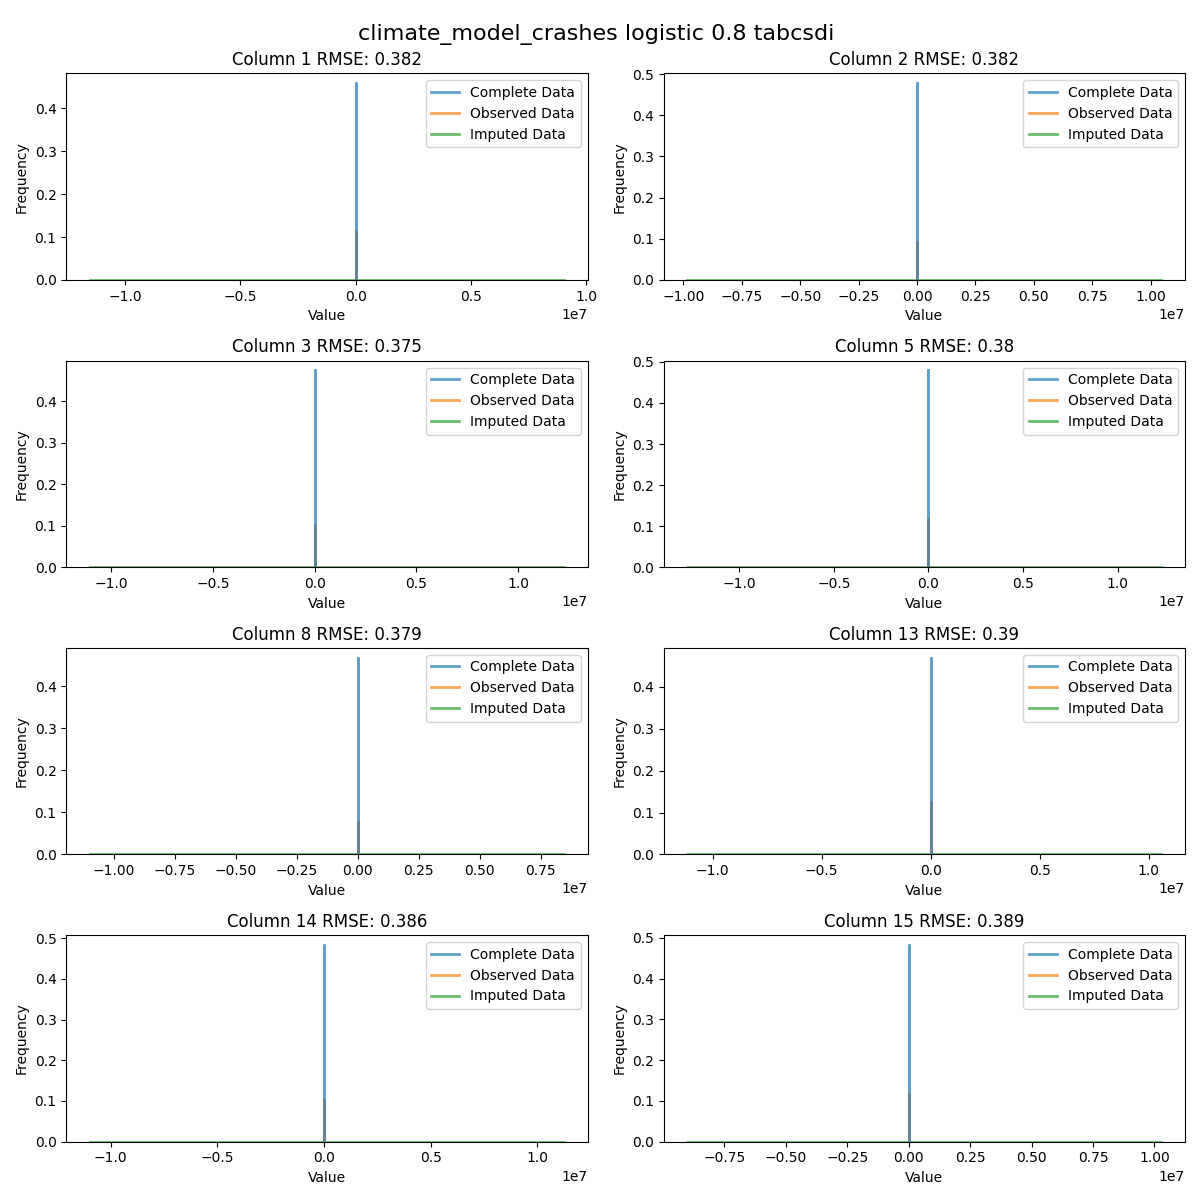 climate_model_crashes logistic 0.8 tabcsdi
Column 1 RMSE: 0.382
Frequency
0.4
0.3
0.2
0.1
0.0
Complete Data
Observed Data
Imputed Data
−1.0 −0.5 0.0 0.5 1.0
Value
1e7
Column 2 RMSE: 0.382
Frequency
0.5
0.4
0.3
0.2
0.1
0.0
Complete Data
Observed Data
Imputed Data
−1.00 −0.75 −0.50 −0.25 0.00 0.25 0.50 0.75 1.00
Value
1e7
Column 3 RMSE: 0.375
Frequency
0.4
0.3
0.2
0.1
0.0
Complete Data
Observed Data
Imputed Data
−1.0 −0.5 0.0 0.5 1.0
Value
1e7
Column 5 RMSE: 0.38
Frequency
0.5
0.4
0.3
0.2
0.1
0.0
Complete Data
Observed Data
Imputed Data
−1.0 −0.5 0.0 0.5 1.0
Value
1e7
Column 8 RMSE: 0.379
Frequency
0.4
0.3
0.2
0.1
0.0
Complete Data
Observed Data
Imputed Data
−1.00 −0.75 −0.50 −0.25 0.00 0.25 0.50 0.75
Value
1e7
Column 13 RMSE: 0.39
Frequency
0.4
0.3
0.2
0.1
0.0
Complete Data
Observed Data
Imputed Data
−1.0 −0.5 0.0 0.5 1.0
Value
1e7
Column 14 RMSE: 0.386
Frequency
0.5
0.4
0.3
0.2
0.1
0.0
Complete Data
Observed Data
Imputed Data
−1.0 −0.5 0.0 0.5 1.0
Value
1e7
Column 15 RMSE: 0.389
Frequency
0.5
0.4
0.3
0.2
0.1
0.0
Complete Data
Observed Data
Imputed Data
−0.75 −0.50 −0.25 0.00 0.25 0.50 0.75 1.00
Value
1e7